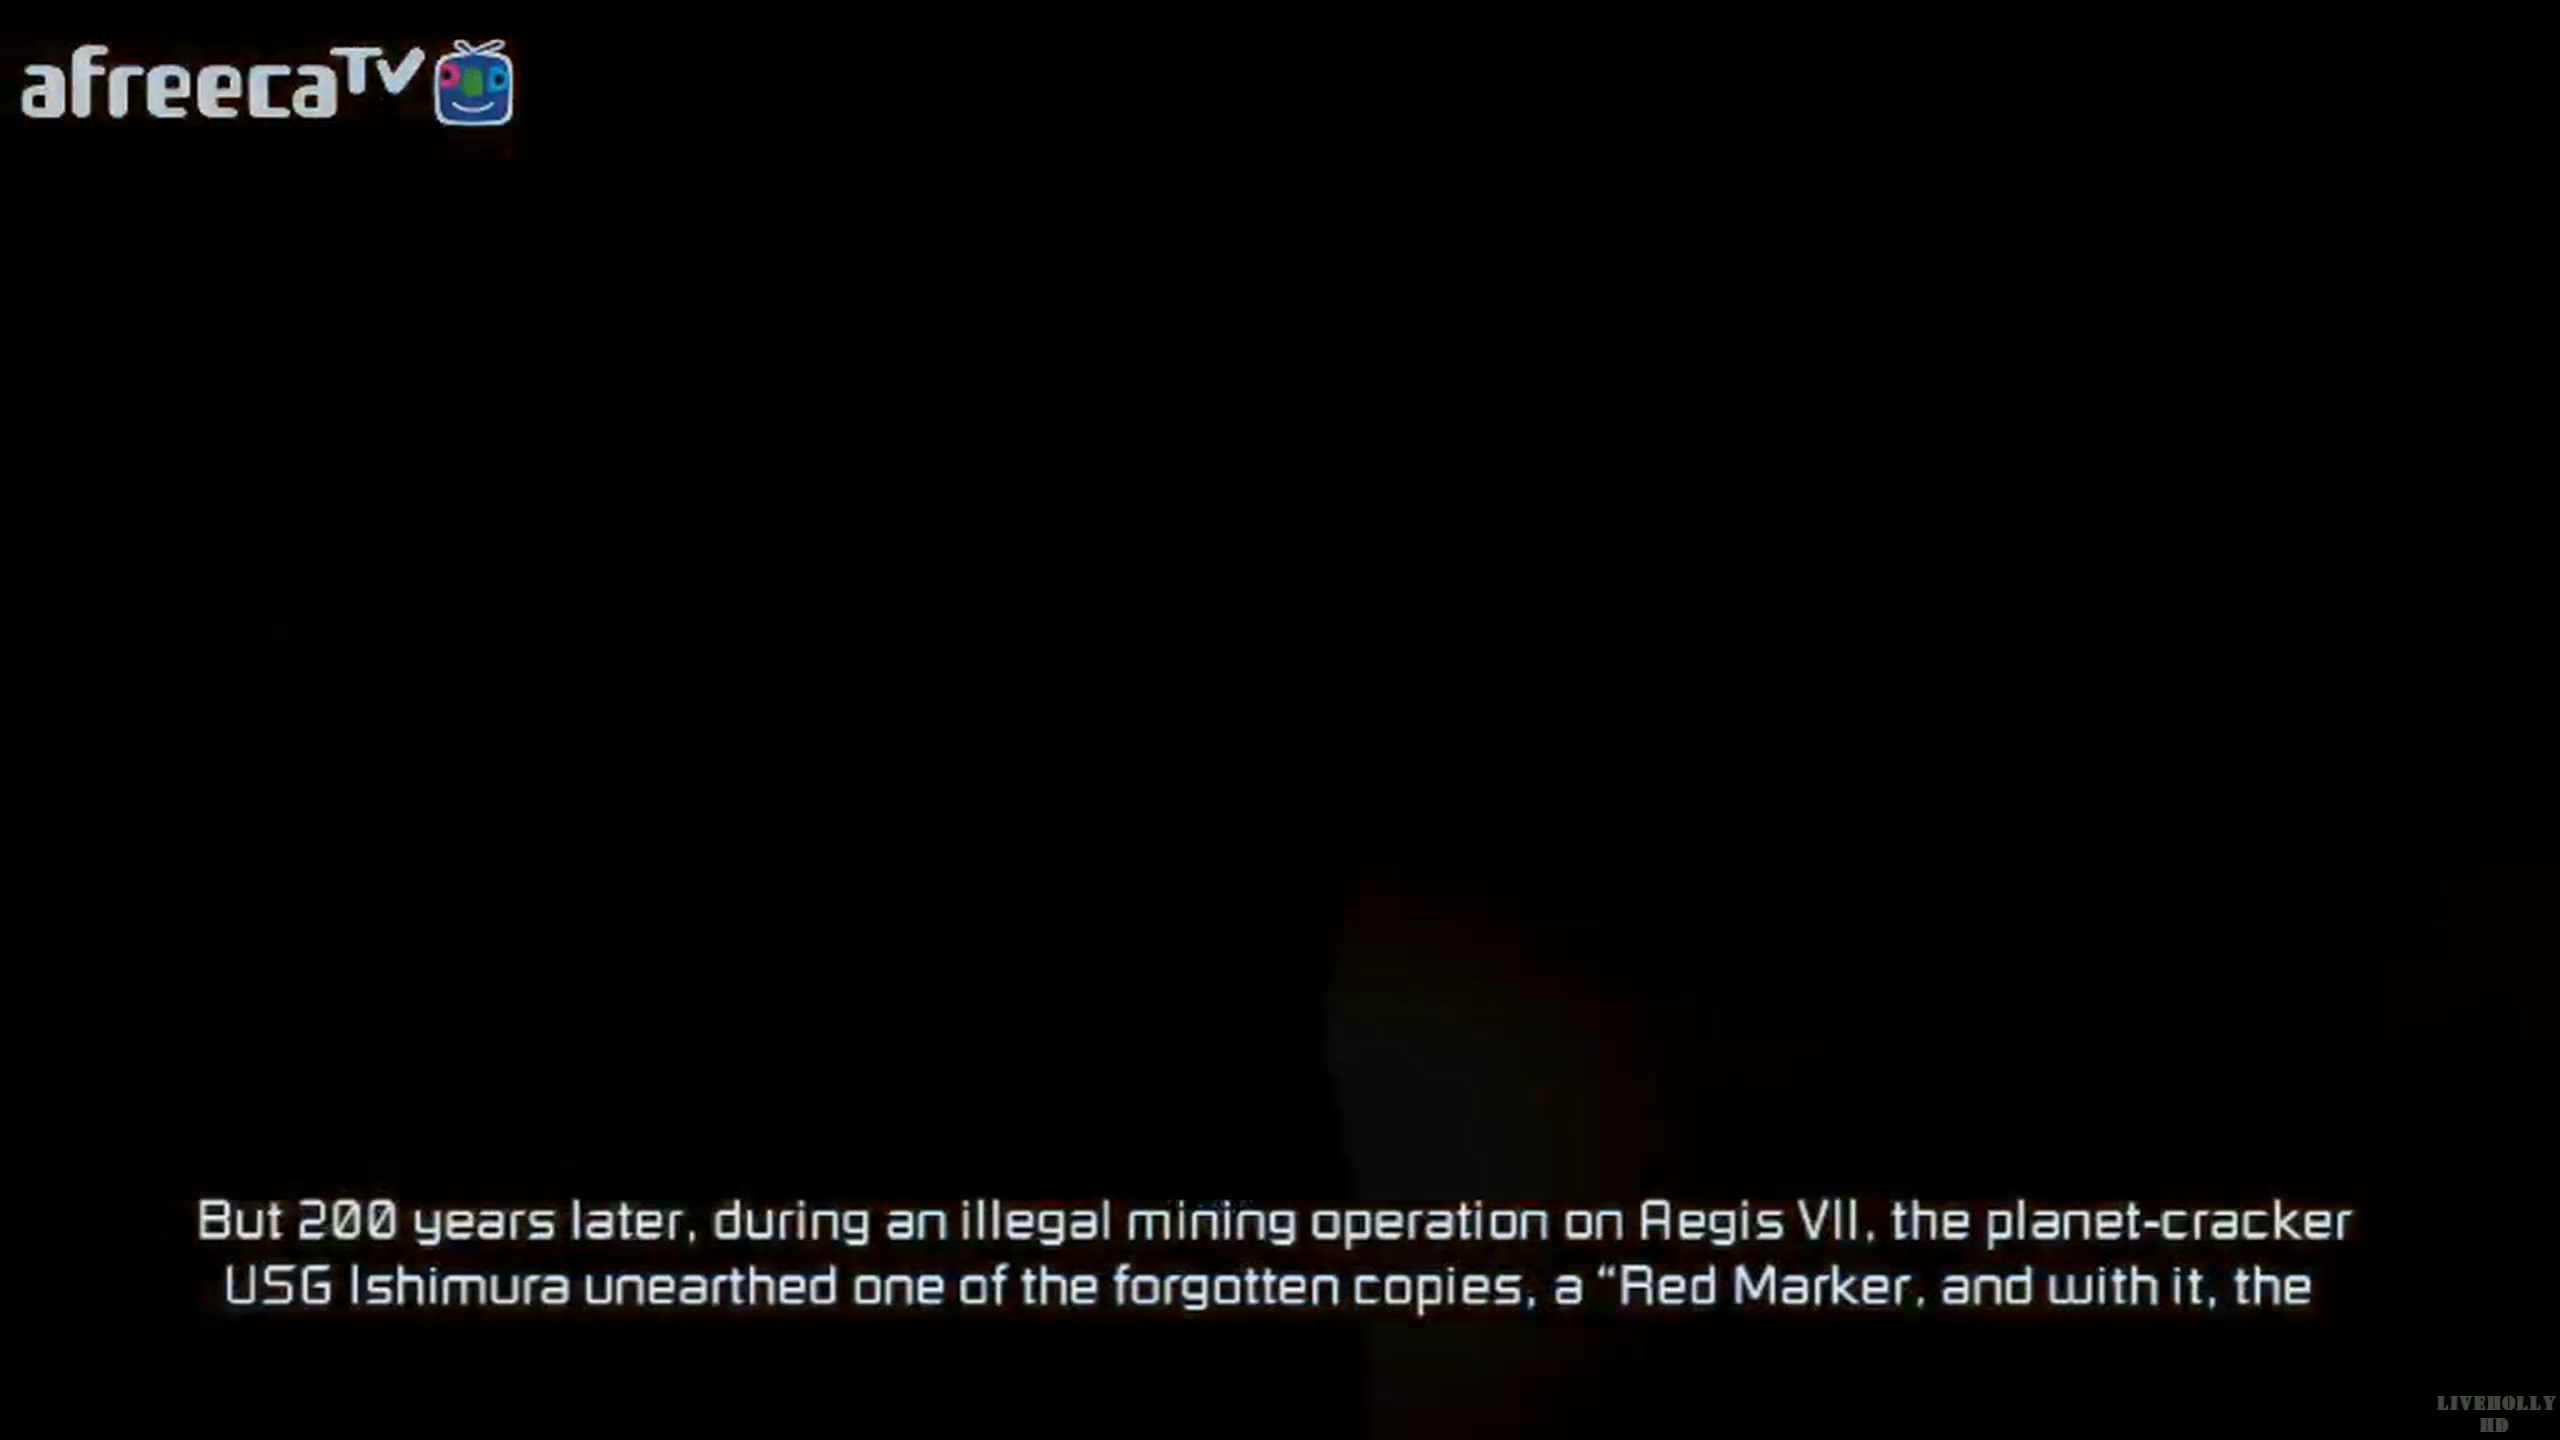 afreecaTV
But 200 years later, during an illegal mining operation on Aegis VII, the planet-cracker
USG Ishimura unearthed one of the forgotten copies, a “Red Marker, and with it, the
LIVEHOLLY
HD